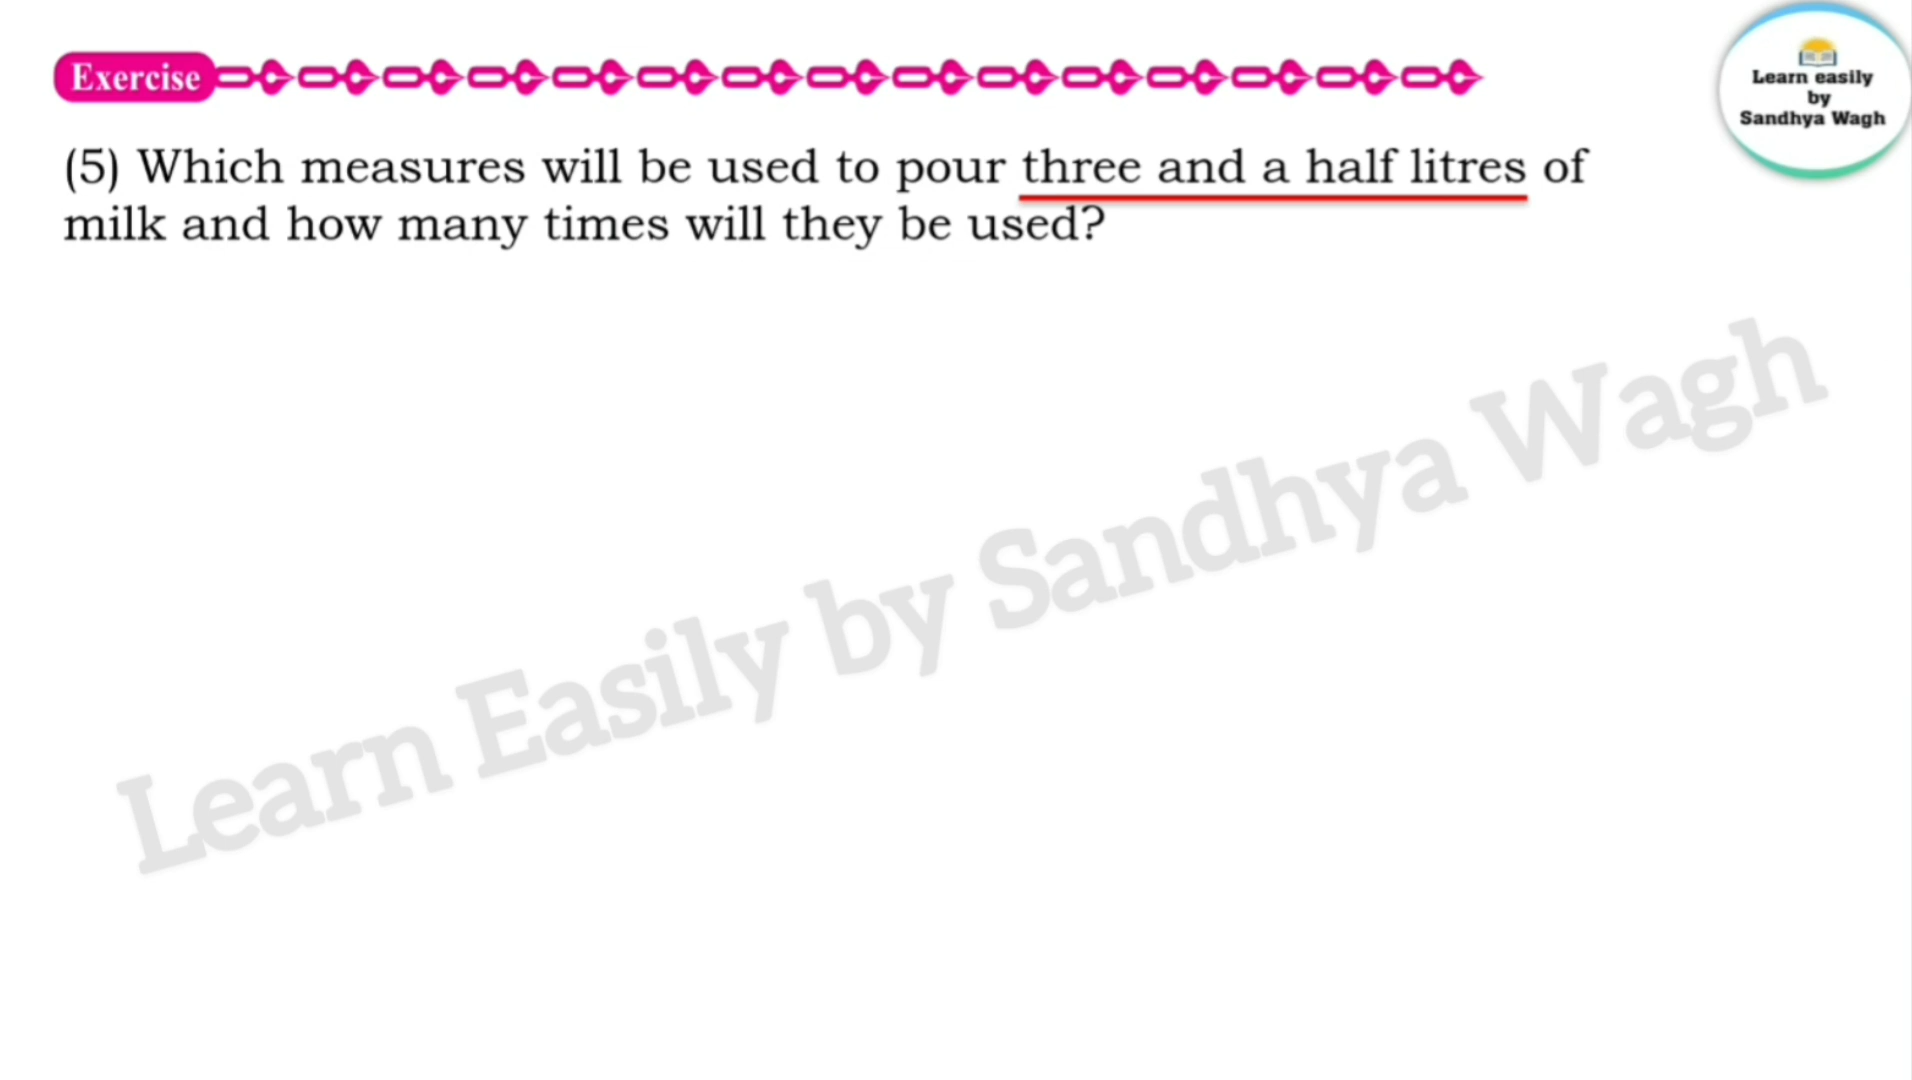 Exercise
Learn easily
by
Sandhya Wagh
(5) Which measures will be used to pour three and a half litres of
milk and how many times will they be used?
Learn Easily by Sandhya Wagh